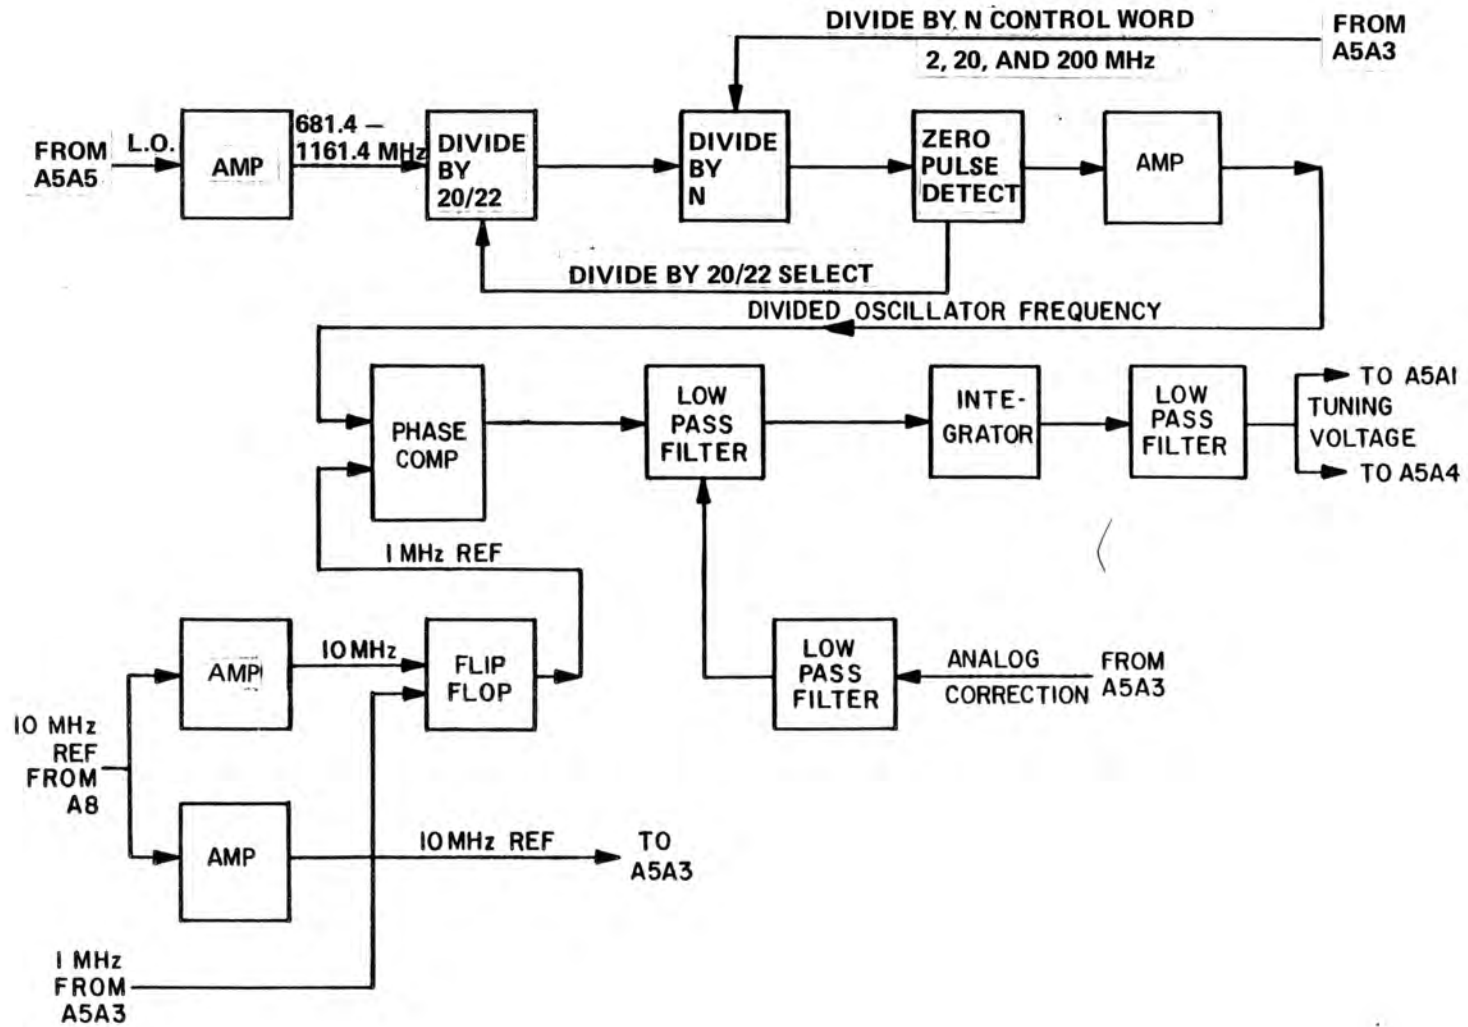 DIVIDE BY N CONTROL WORD
2, 20, AND 200 MHz
FROM
A5A3
FROM
A5A5
L.O.
AMP
681.4 –
1161.4 MHz
DIVIDE
BY
20/22
DIVIDE
BY
N
ZERO
PULSE
DETECT
AMP
DIVIDE BY 20/22 SELECT
DIVIDED OSCILLATOR FREQUENCY
PHASE
COMP
LOW
PASS
FILTER
INTE-
GRATOR
LOW
PASS
FILTER
TO A5A1
TUNING
VOLTAGE
TO A5A4
1 MHz REF
10 MHz
REF
FROM
A8
AMP
10 MHz
FLIP
FLOP
LOW
PASS
FILTER
ANALOG
CORRECTION
FROM
A5A3
AMP
10 MHz REF
TO
A5A3
1 MHz
FROM
A5A3